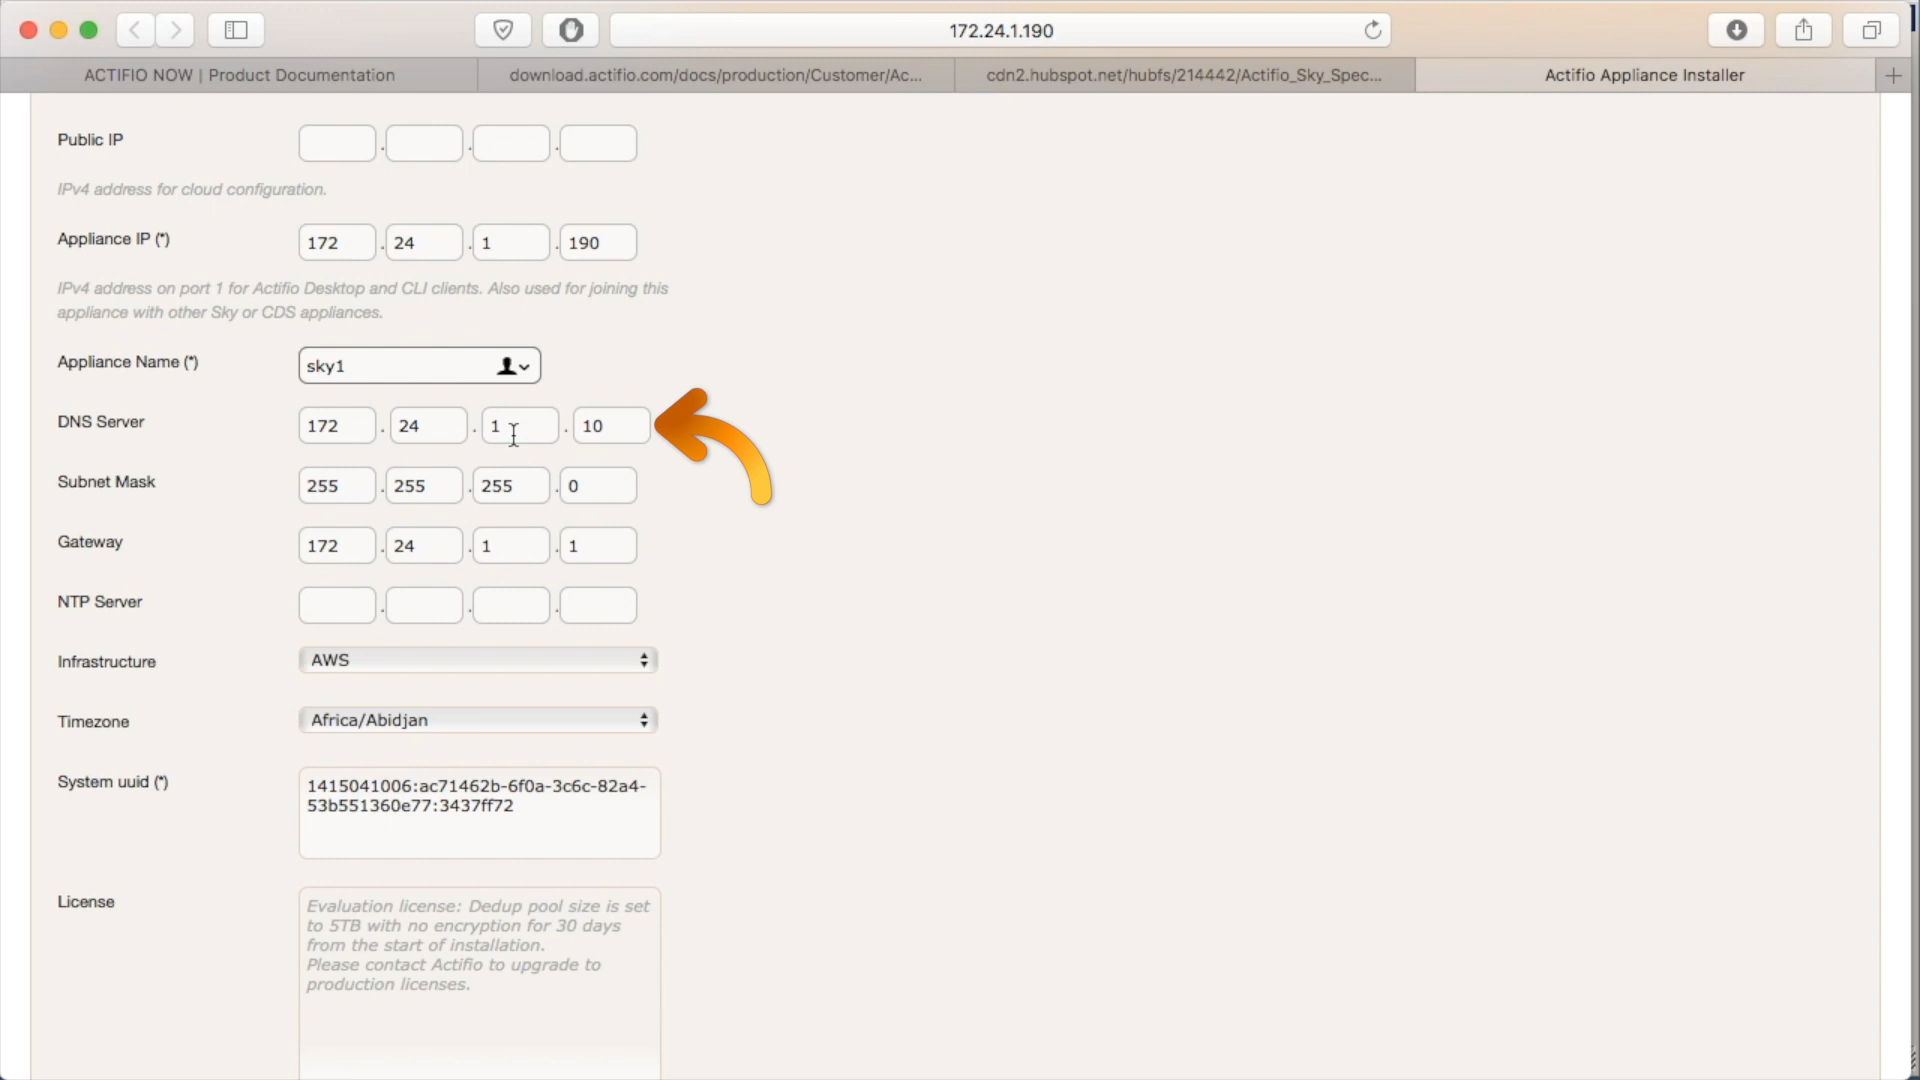 172.24.1.190
ACTIFIO NOW | Product Documentation
download.actifio.com/docs/production/Customer/Ac...
cdn2.hubspot.net/hubfs/214442/Actifio_Sky_Spec...
Actifio Appliance Installer
Public IP . . .
IPv4 address for cloud configuration.
Appliance IP (*) 172 . 24 . 1 . 190
IPv4 address on port 1 for Actifio Desktop and CLI clients. Also used for joining this
appliance with other Sky or CDS appliances.
Appliance Name (*) sky1
DNS Server 172 . 24 . 1 . 10
Subnet Mask 255 . 255 . 255 . 0
Gateway 172 . 24 . 1 . 1
NTP Server . . .
Infrastructure AWS
Timezone Africa/Abidjan
System uuid (*) 1415041006:ac71462b-6f0a-3c6c-82a4-
53b551360e77:3437ff72
License
Evaluation license: Dedup pool size is set
to 5TB with no encryption for 30 days
from the start of installation.
Please contact Actifio to upgrade to
production licenses.